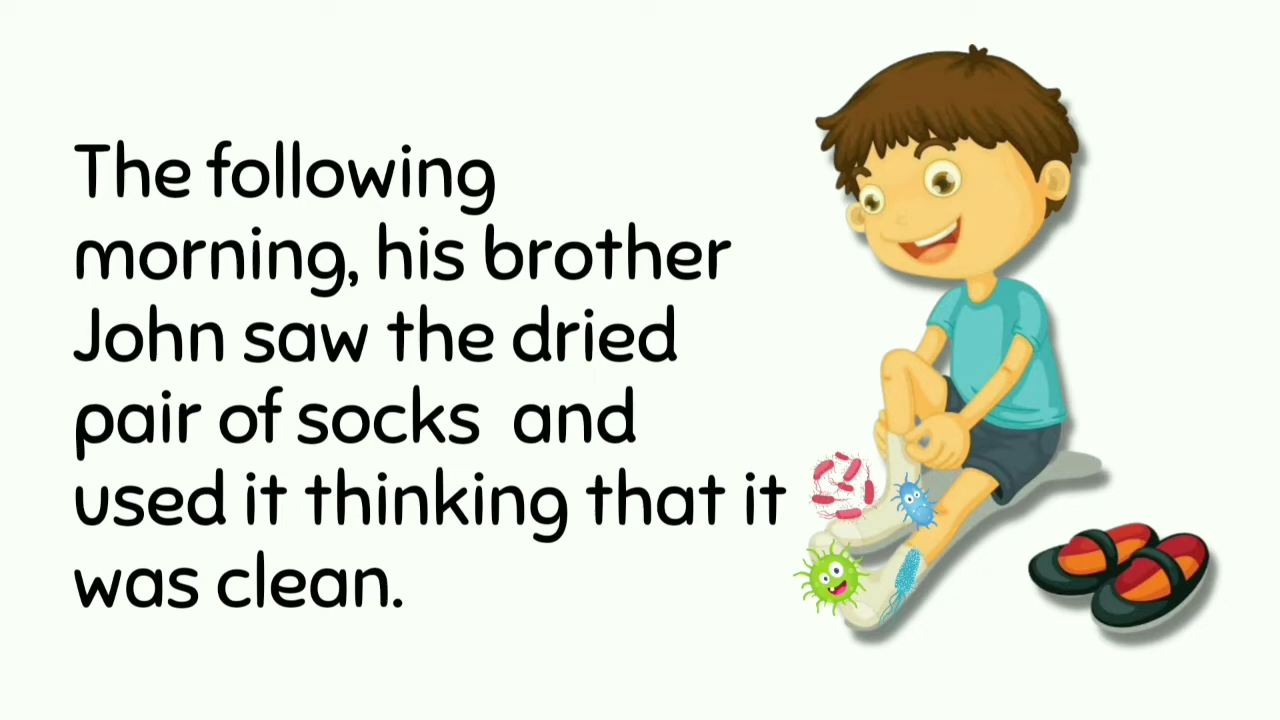 The following
morning, his brother
John saw the dried
pair of socks  and
used it thinking that it
was clean.